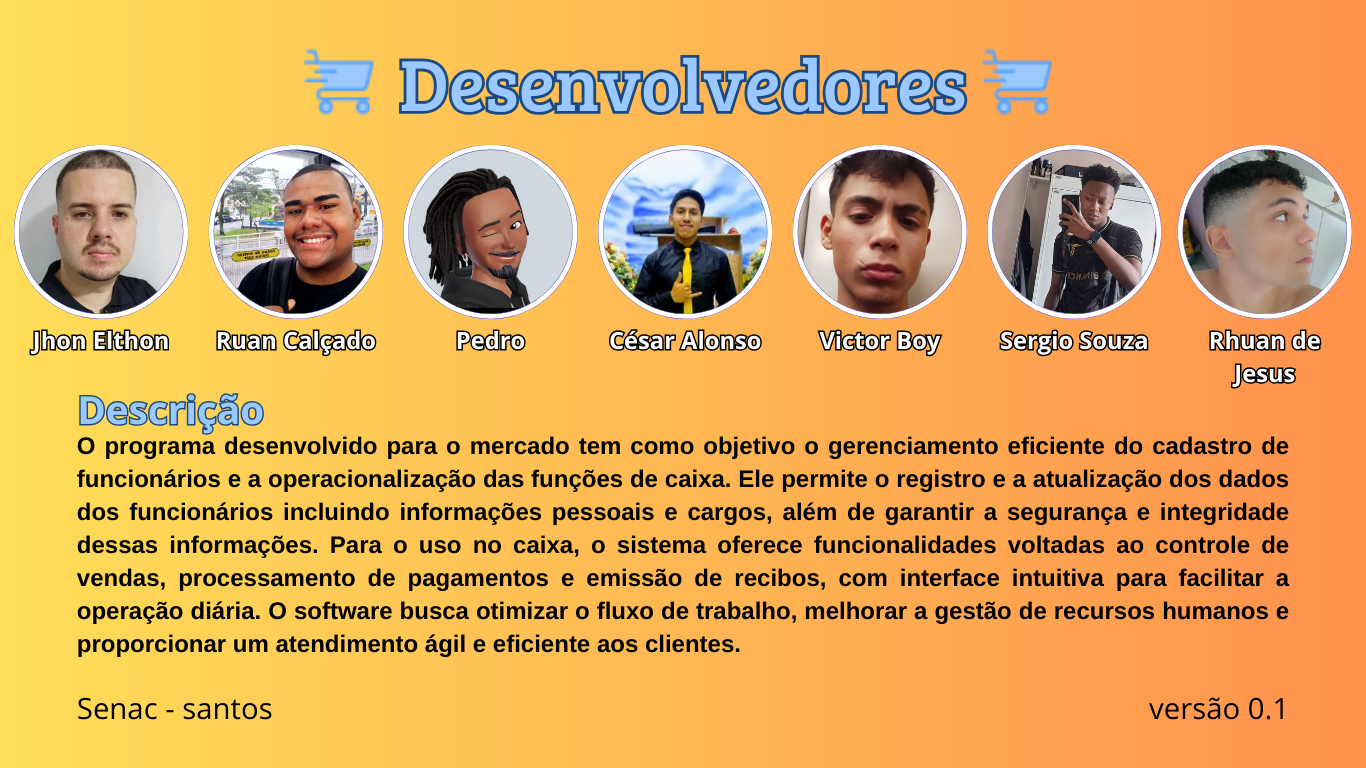 Desenvolvedores
Jhon Elthon
Ruan Calçado
Pedro
César Alonso
Victor Boy
Sergio Souza
Rhuan de
Jesus
Descrição
O programa desenvolvido para o mercado tem como objetivo o gerenciamento eficiente do cadastro de
funcionários e a operacionalização das funções de caixa. Ele permite o registro e a atualização dos dados
dos funcionários incluindo informações pessoais e cargos, além de garantir a segurança e integridade
dessas informações. Para o uso no caixa, o sistema oferece funcionalidades voltadas ao controle de
vendas, processamento de pagamentos e emissão de recibos, com interface intuitiva para facilitar a
operação diária. O software busca otimizar o fluxo de trabalho, melhorar a gestão de recursos humanos e
proporcionar um atendimento ágil e eficiente aos clientes.
Senac - santos
versão 0.1